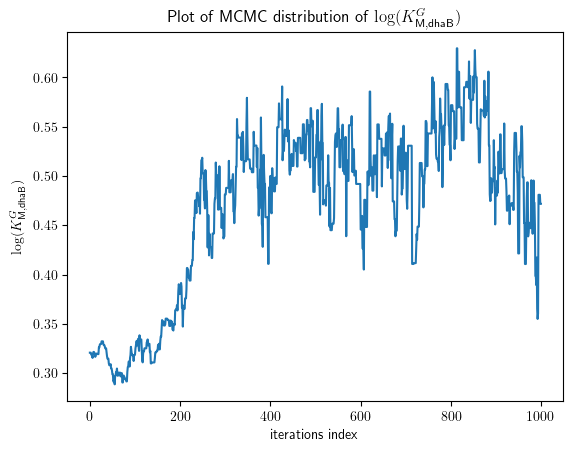 Plot of MCMC distribution of log(K^G_{M,dhaB})
0.60
0.55
0.50
0.45
0.40
0.35
0.30
log(K^G_{M,dhaB})
0 200 400 600 800 1000
iterations index